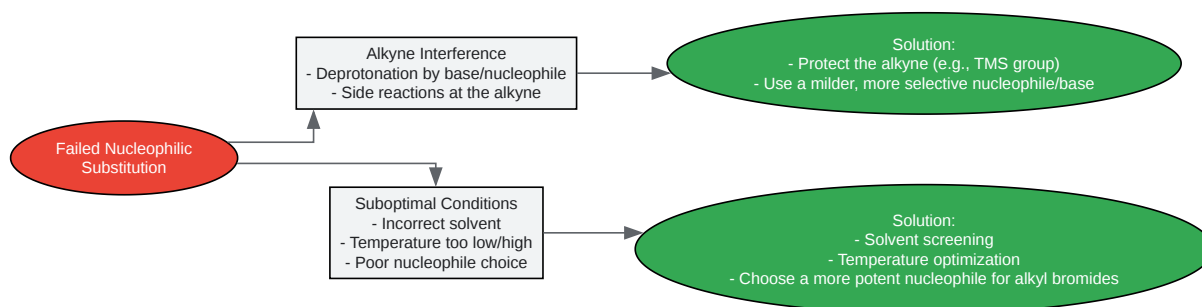 Failed Nucleophilic
Substitution
Alkyne Interference
- Deprotonation by base/nucleophile
- Side reactions at the alkyne
Solution:
- Protect the alkyne (e.g., TMS group)
- Use a milder, more selective nucleophile/base
Suboptimal Conditions
- Incorrect solvent
- Temperature too low/high
- Poor nucleophile choice
Solution:
- Solvent screening
- Temperature optimization
- Choose a more potent nucleophile for alkyl bromides